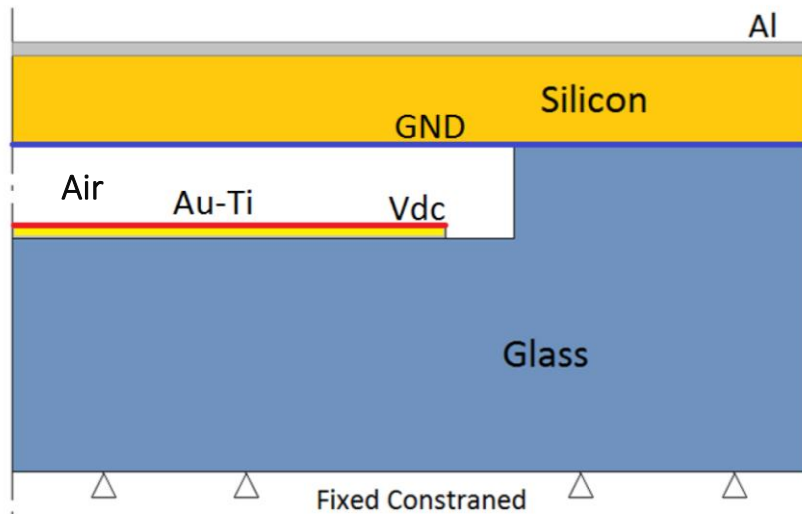 Al
Silicon
GND
Air
Au-Ti
Vdc
Glass
Fixed Constraned